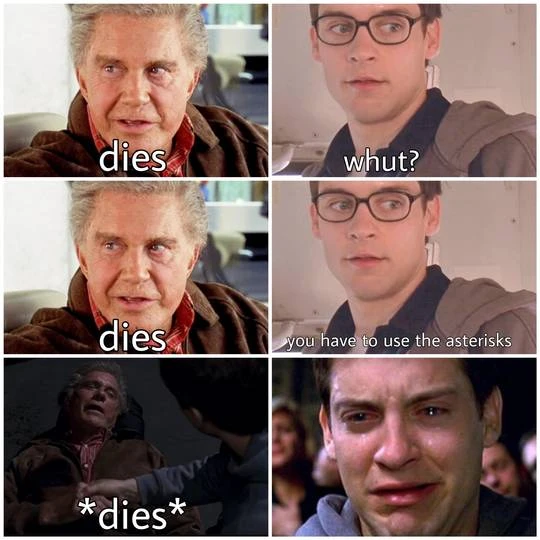 dies
whut?
dies
you have to use the asterisks
*dies*